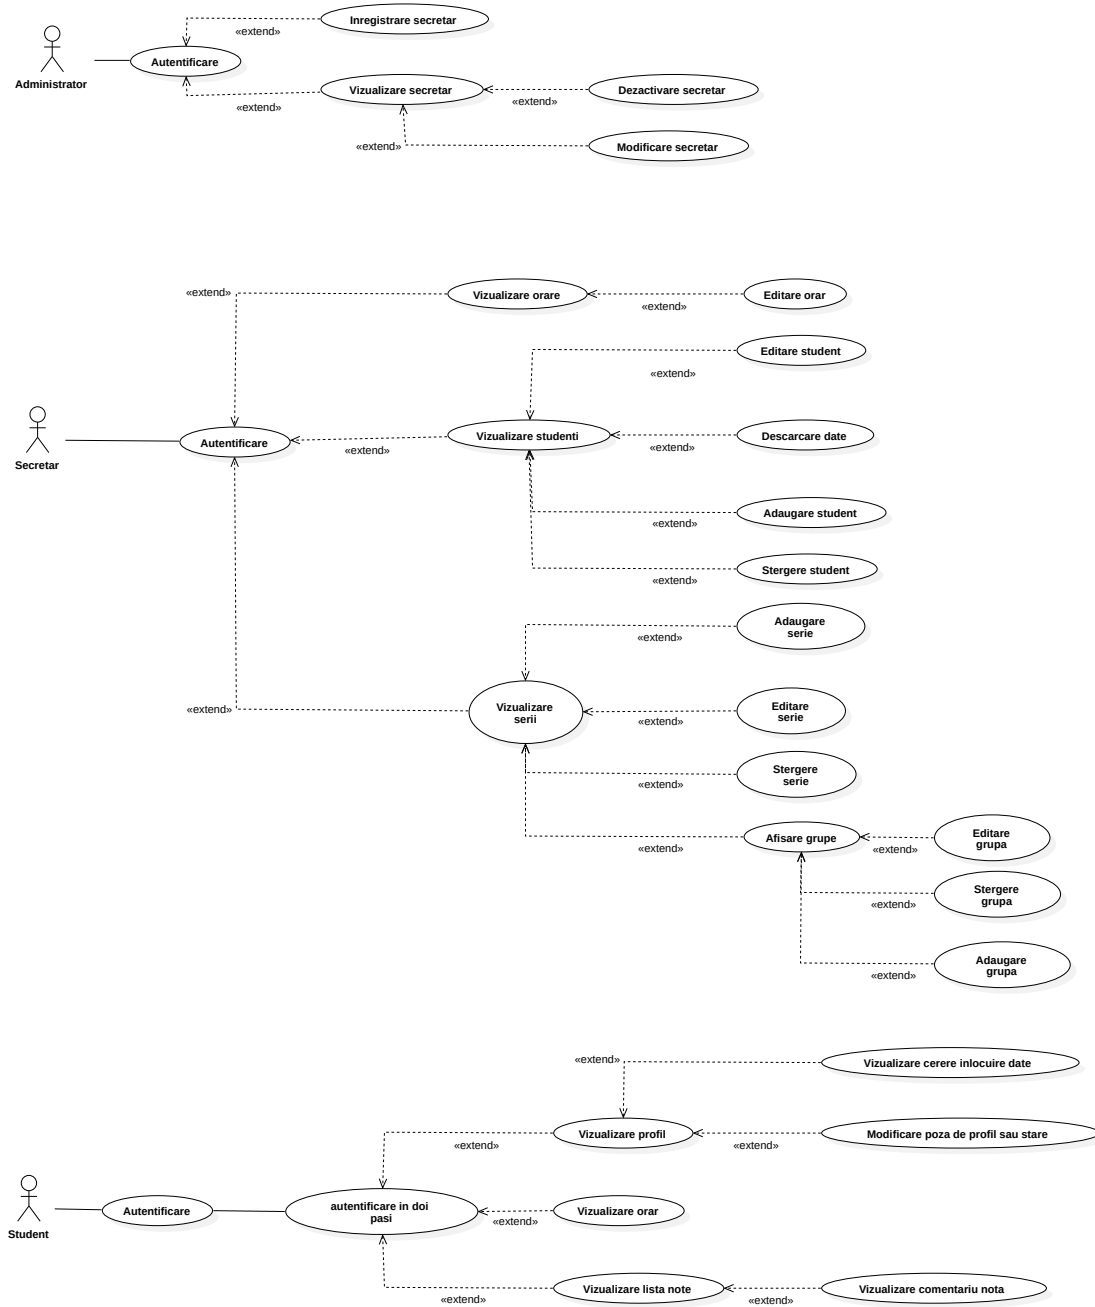 Inregistrare secretar
«extend»
Autentificare
Administrator
Vizualizare secretar
Dezactivare secretar
«extend»
«extend»
Modificare secretar
«extend»
«extend»
Vizualizare orare
Editare orar
«extend»
Editare student
«extend»
Secretar
Autentificare
Vizualizare studenti
Descarcare date
«extend»
«extend»
Adaugare student
«extend»
Stergere student
«extend»
Adaugare
serie
«extend»
«extend»
Vizualizare
serii
Editare
serie
«extend»
Stergere
serie
«extend»
Afisare grupe
«extend»
Editare
grupa
«extend»
Stergere
grupa
«extend»
Adaugare
grupa
«extend»
«extend»
Vizualizare cerere inlocuire date
Vizualizare profil
Modificare poza de profil sau stare
«extend»
«extend»
Student
Autentificare
autentificare in doi
pasi
Vizualizare orar
«extend»
Vizualizare lista note
Vizualizare comentariu nota
«extend»
«extend»